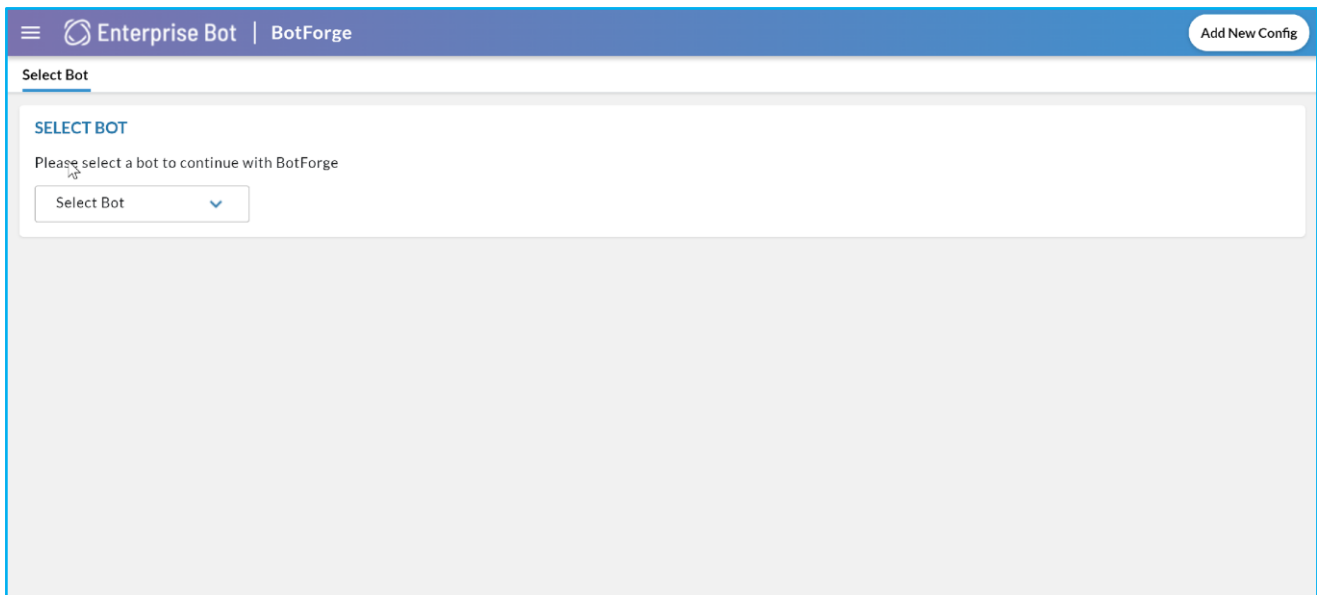 Enterprise Bot | BotForge
Add New Config
Select Bot
SELECT BOT
Please select a bot to continue with BotForge
Select Bot